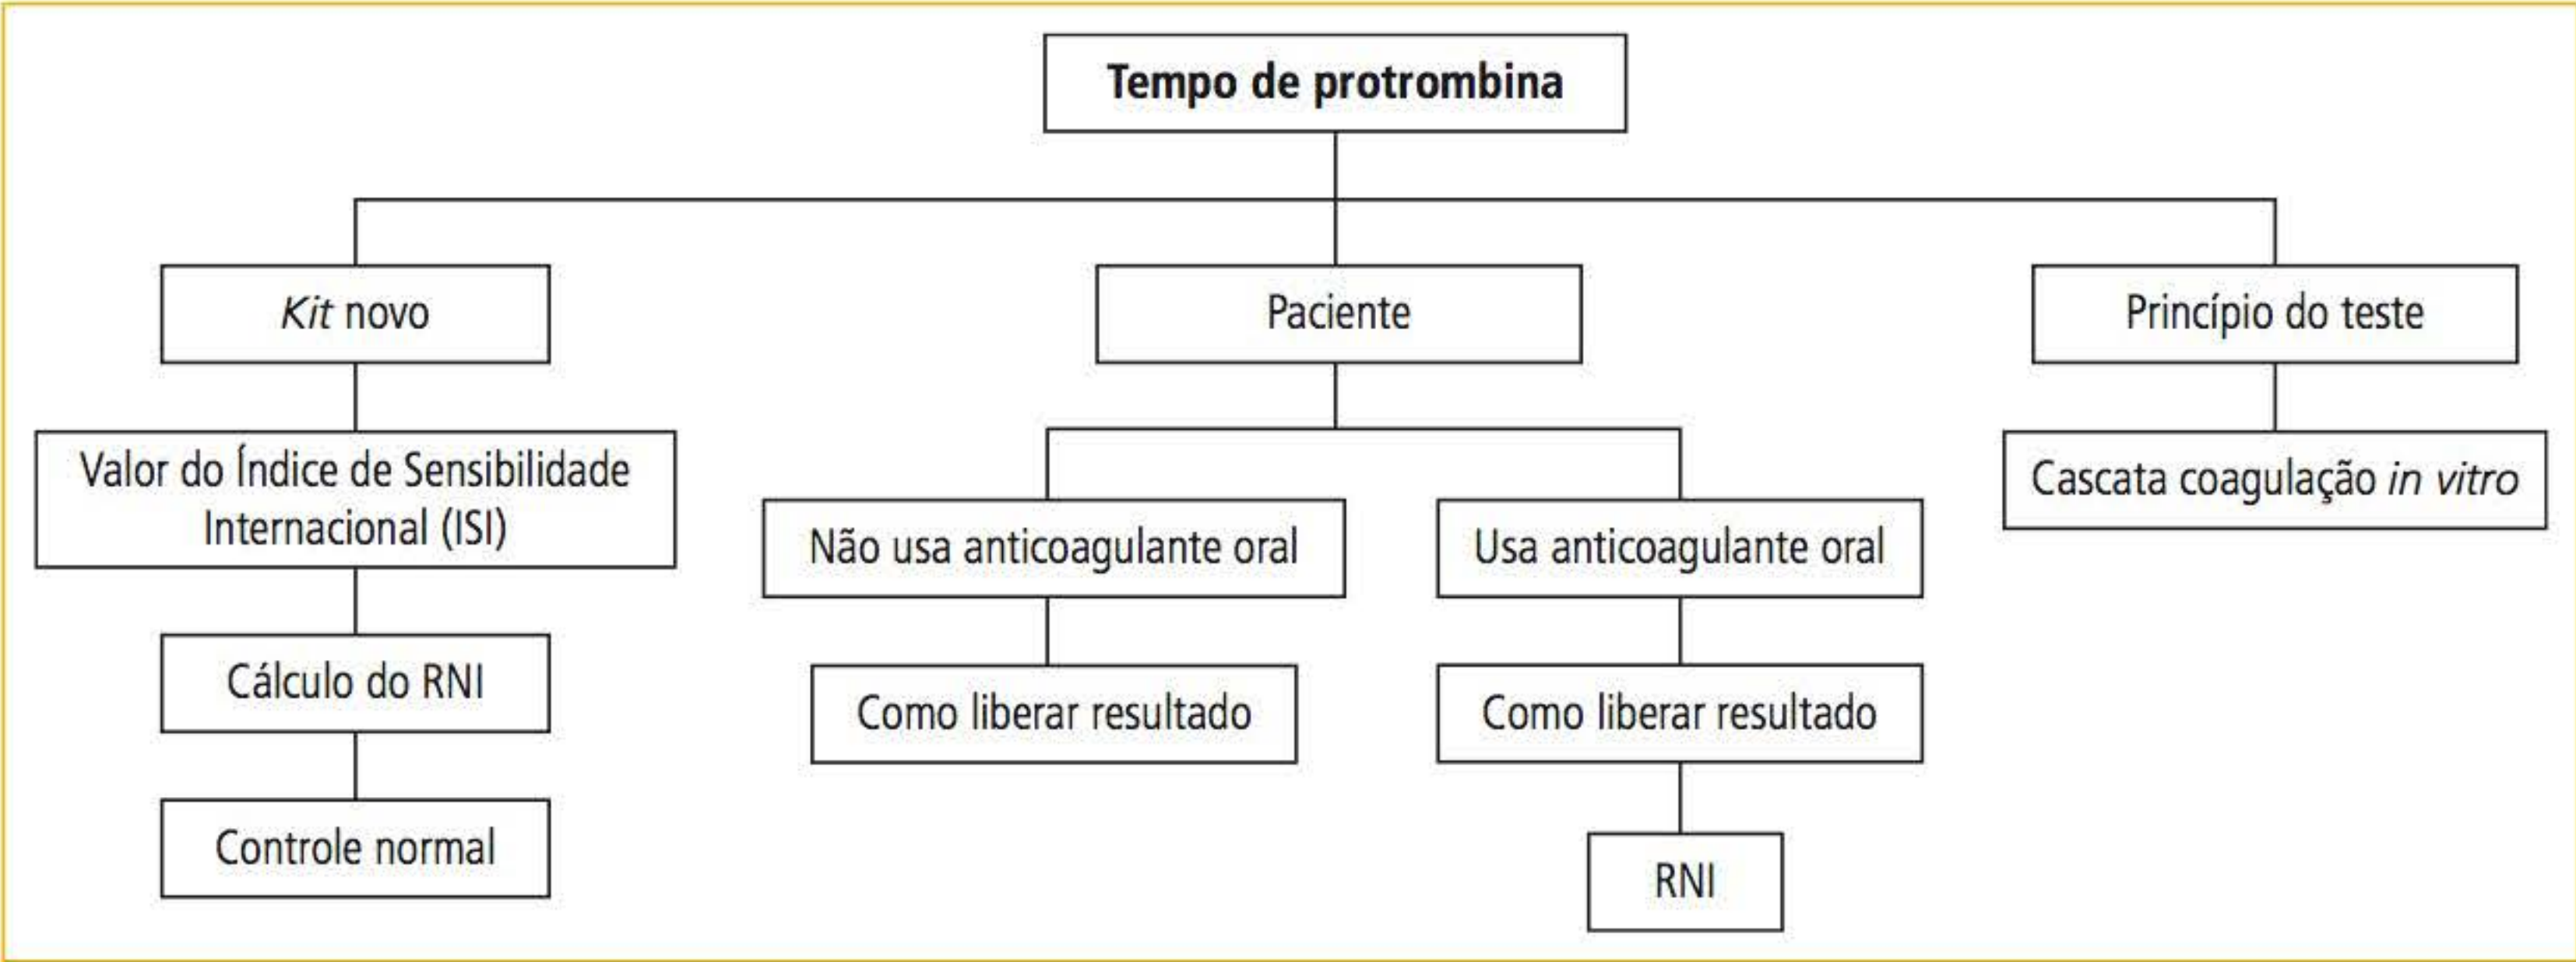 Tempo de protrombina
Kit novo
Paciente
Princípio do teste
Valor do Índice de Sensibilidade
Internacional (ISI)
Cascata coagulação in vitro
Não usa anticoagulante oral
Usa anticoagulante oral
Cálculo do RNI
Como liberar resultado
Como liberar resultado
Controle normal
RNI